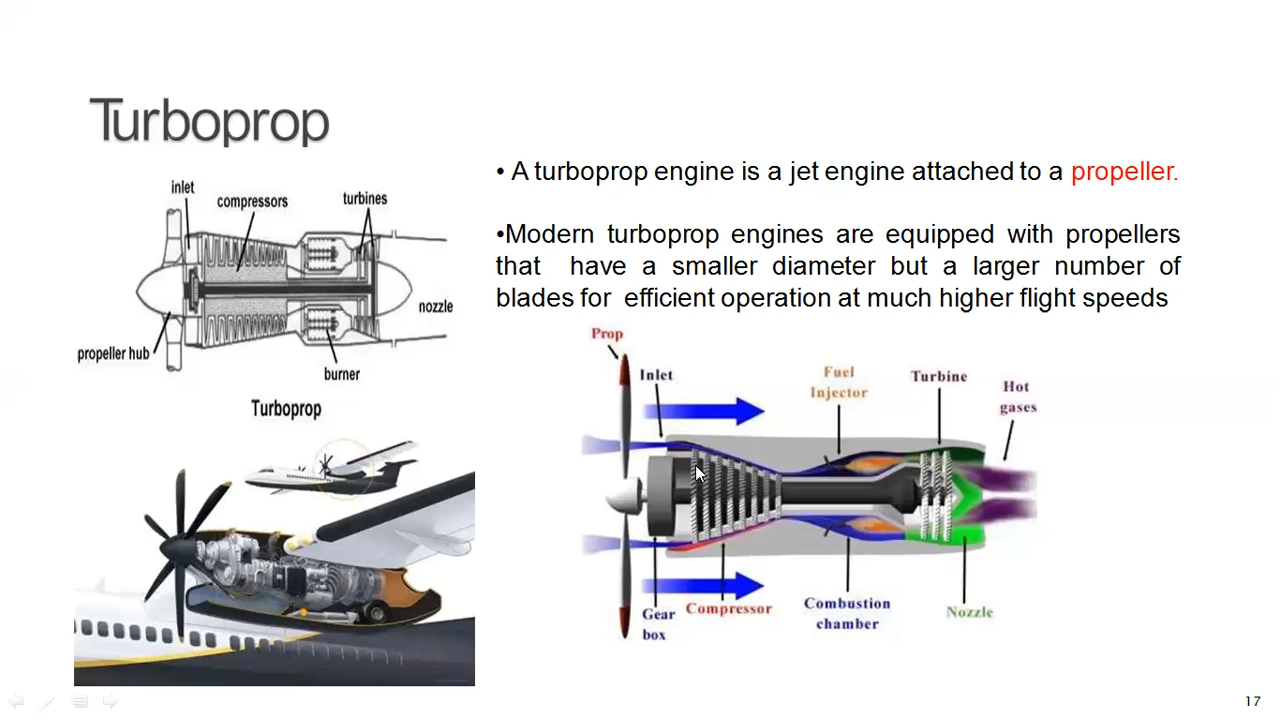 Turboprop
• A turboprop engine is a jet engine attached to a propeller.
•Modern turboprop engines are equipped with propellers
that have a smaller diameter but a larger number of
blades for efficient operation at much higher flight speeds
inlet
compressors
turbines
nozzle
propeller hub
burner
Turboprop
Prop
Inlet
Fuel
Injector
Turbine
Hot
gases
Gear
box
Compressor
Combustion
chamber
Nozzle
17